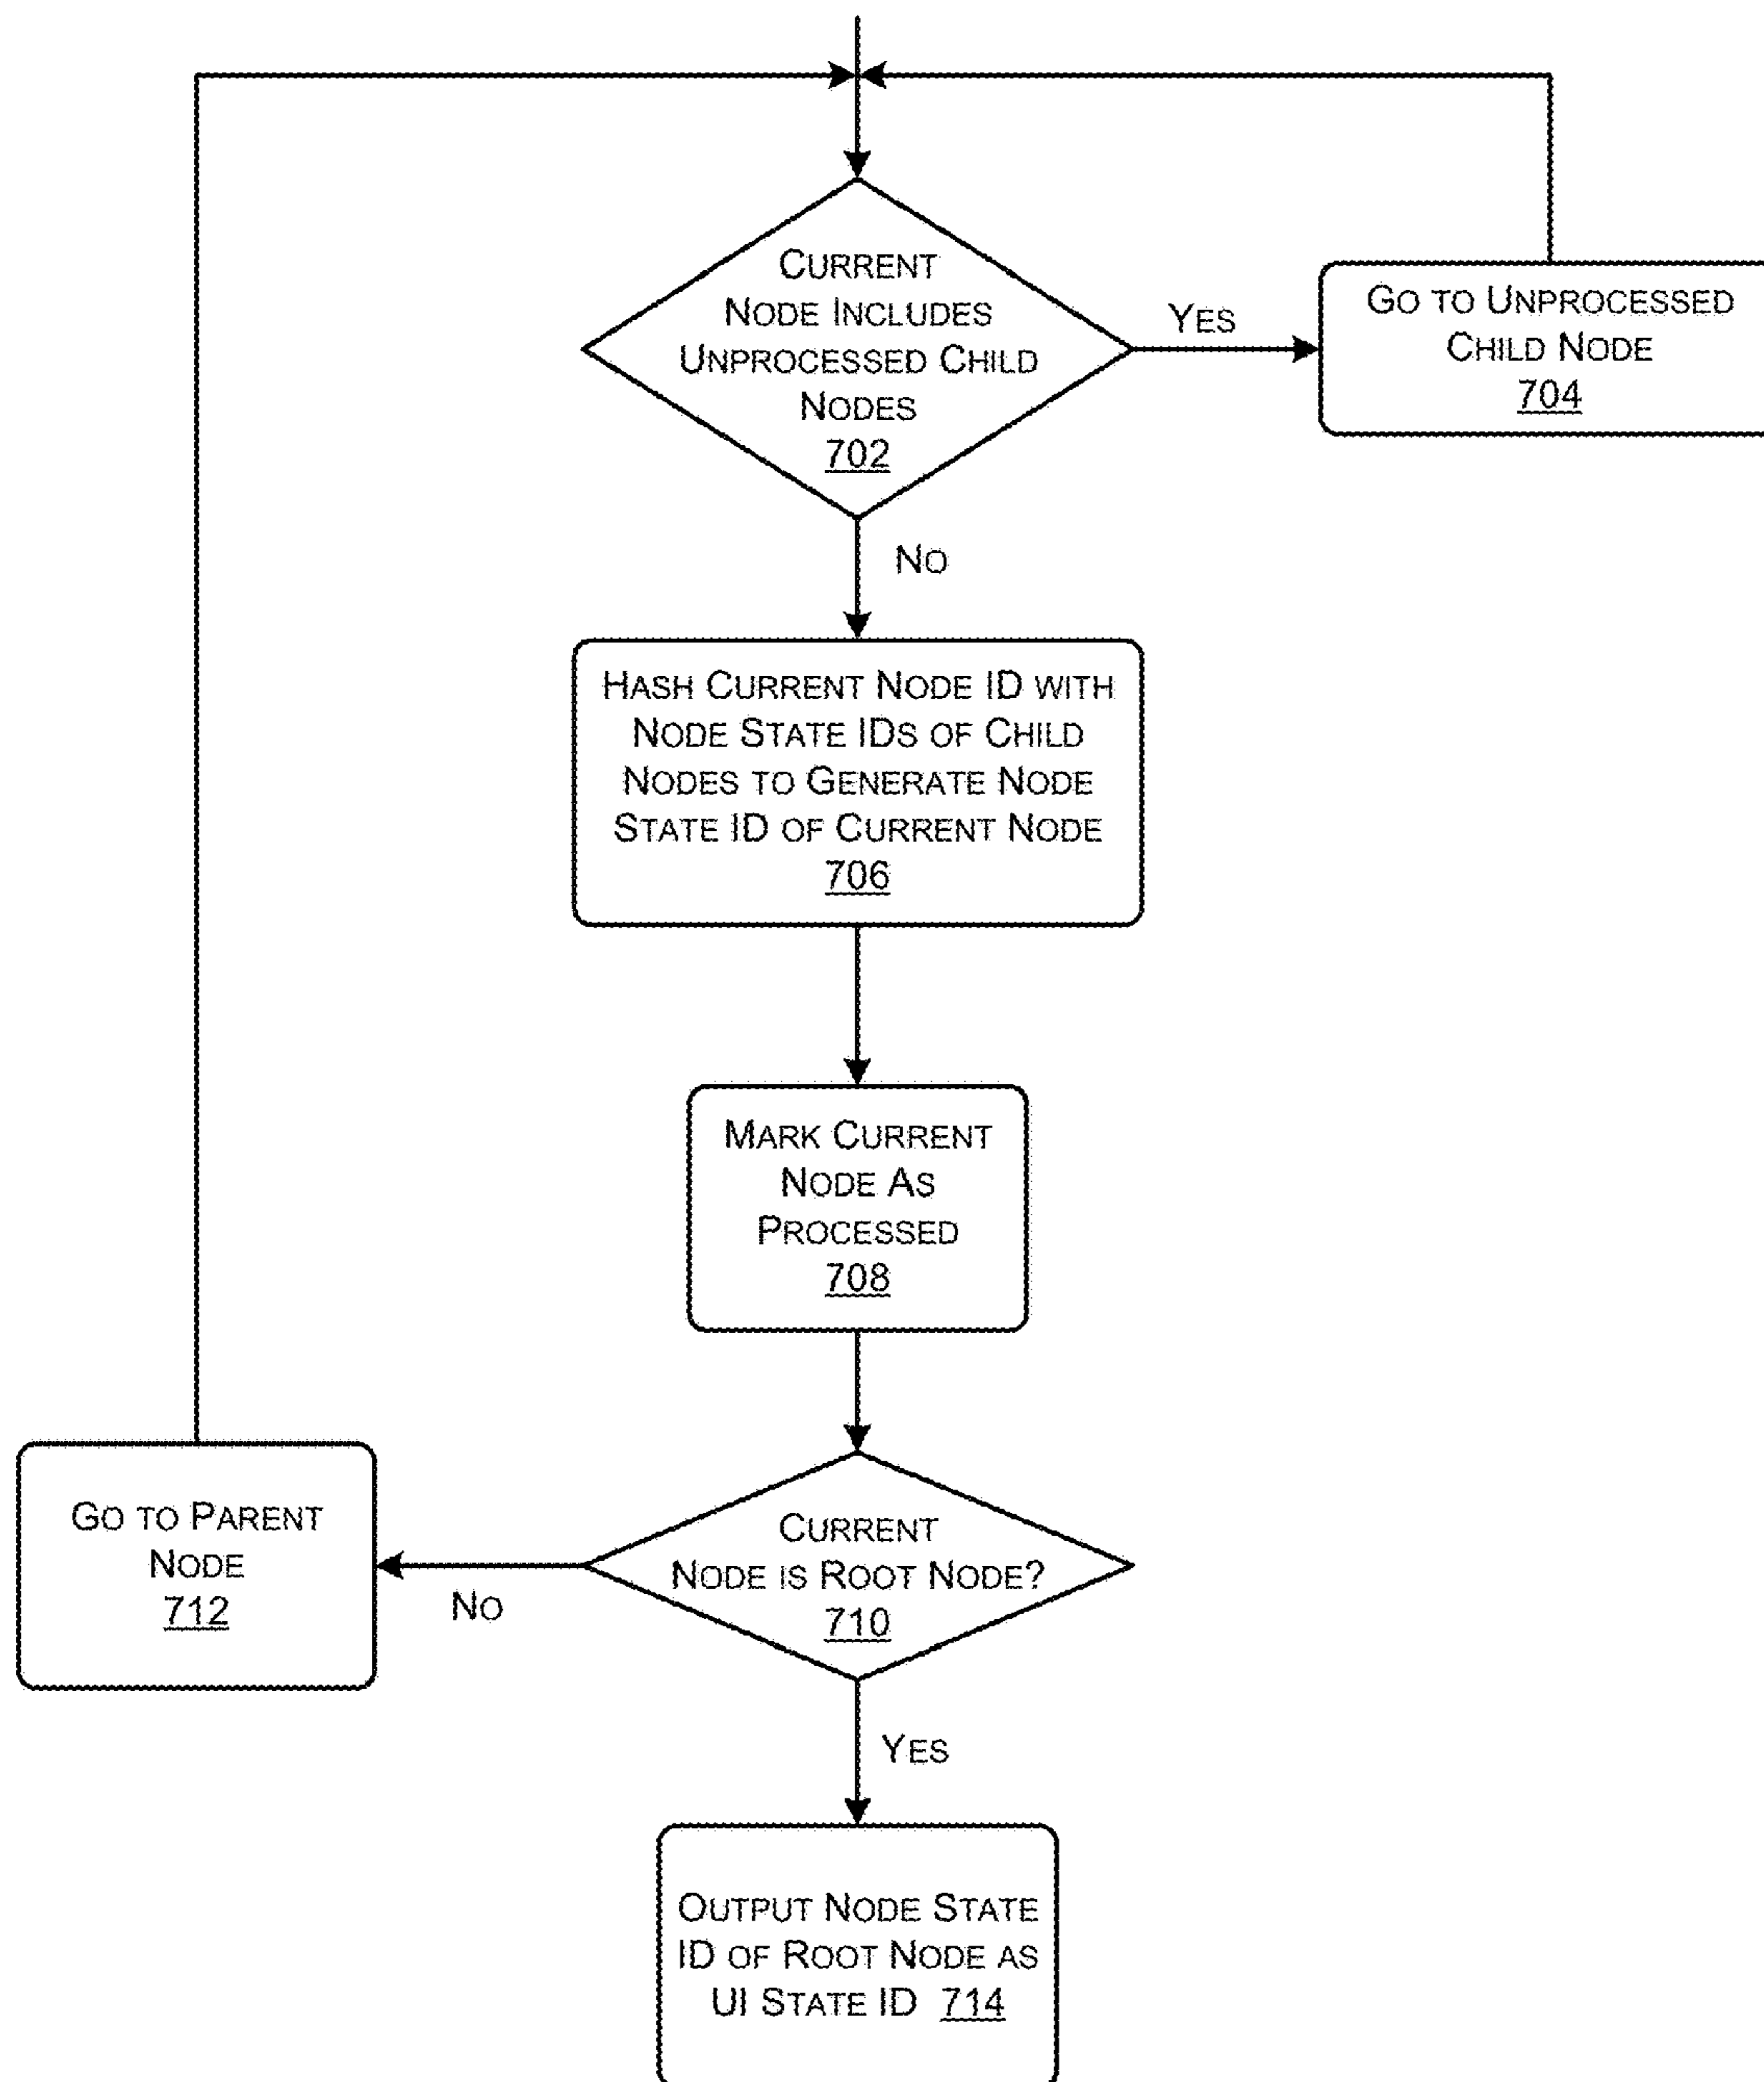 CURRENT
NODE INCLUDES
UNPROCESSED CHILD
NODES
702
YES
GO TO UNPROCESSED
CHILD NODE
704
NO
HASH CURRENT NODE ID WITH
NODE STATE IDS OF CHILD
NODES TO GENERATE NODE
STATE ID OF CURRENT NODE
706
MARK CURRENT
NODE AS
PROCESSED
708
CURRENT
NODE IS ROOT NODE?
710
NO
GO TO PARENT
NODE
712
YES
OUTPUT NODE STATE
ID OF ROOT NODE AS
UI STATE ID 714